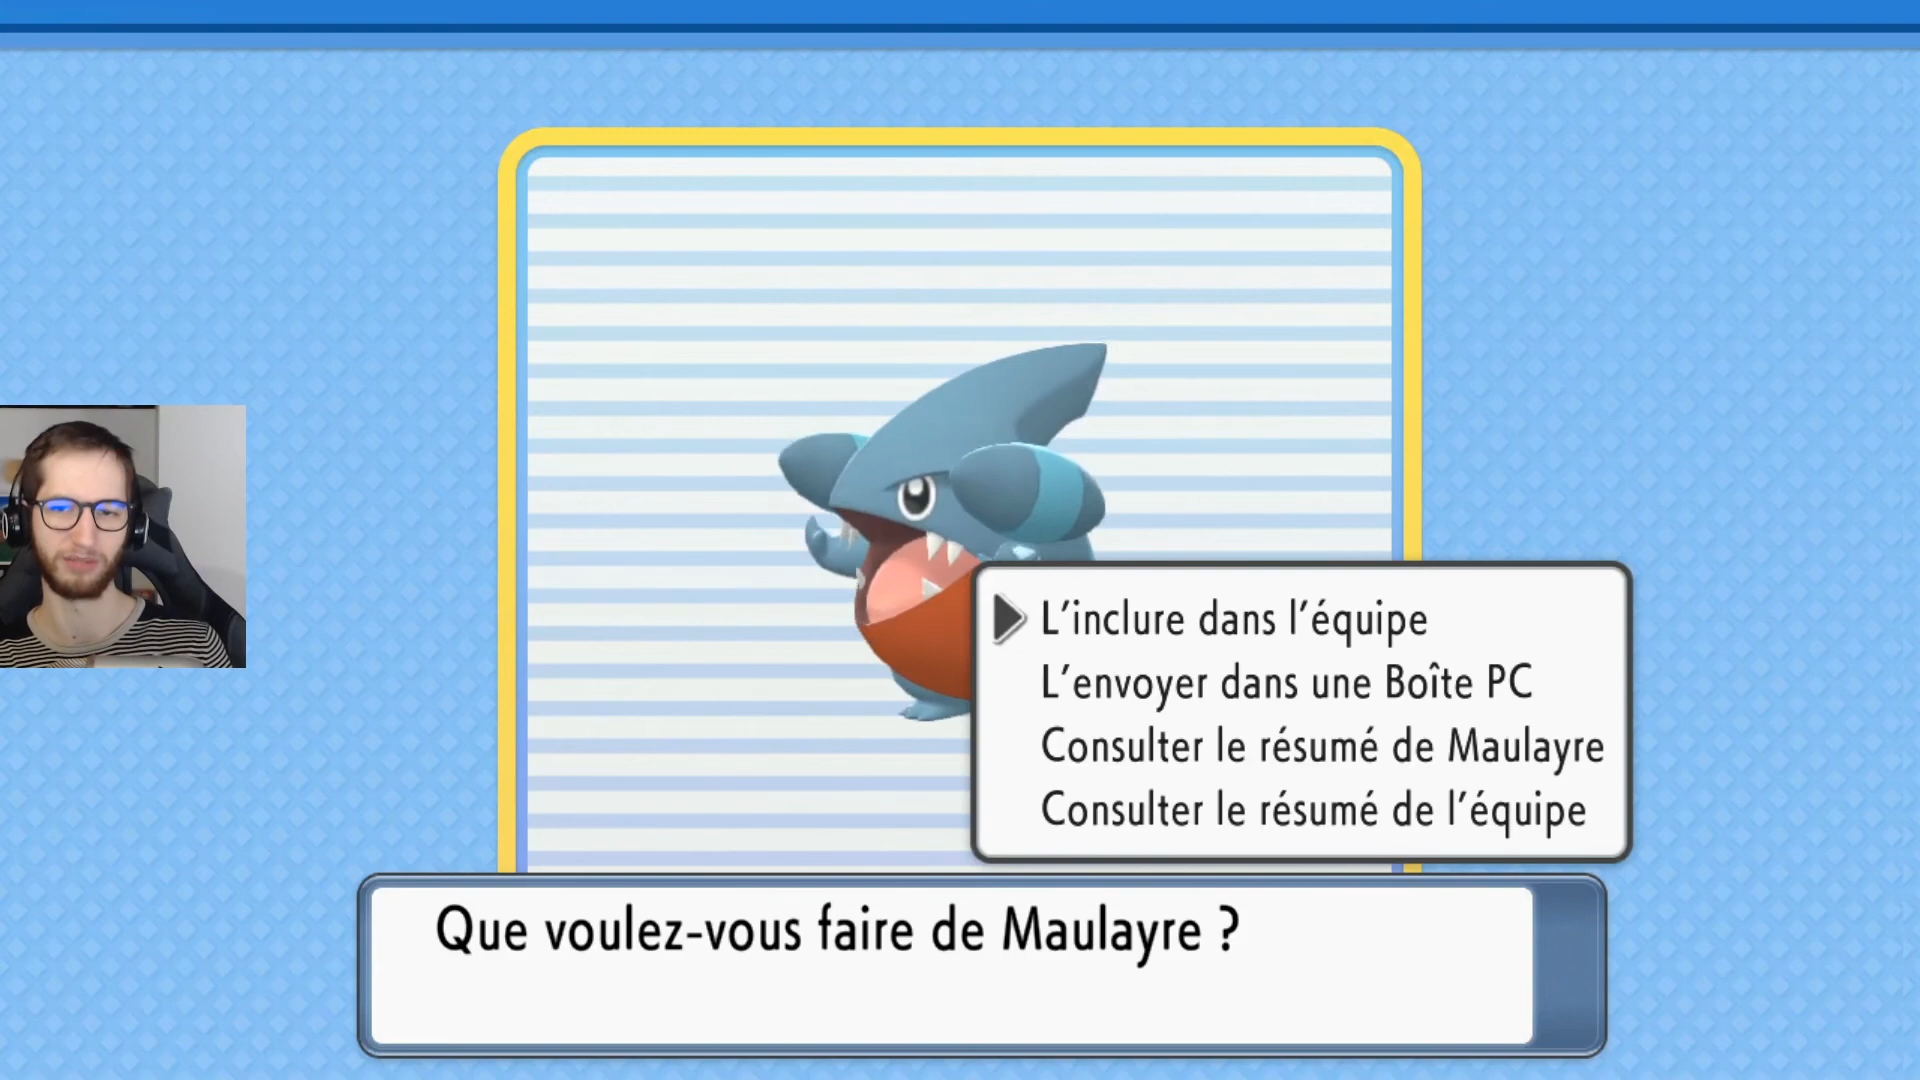 L'inclure dans l'équipe
L'envoyer dans une Boîte PC
Consulter le résumé de Maulayre
Consulter le résumé de l'équipe
Que voulez-vous faire de Maulayre ?